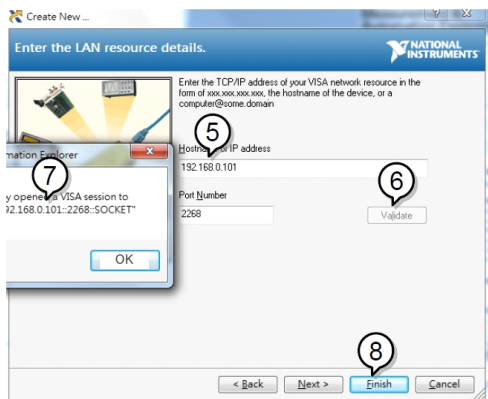 Create New ...
Enter the LAN resource details.
NATIONAL
INSTRUMENTS
Enter the TCP/IP address of your VISA network resource in the
form of xxx.xxx.xxx.xxx, the hostname of the device, or a
computer@some.domain
5
or IP address
192.168.0.101
6
Port Number
2268
Validate
mation Explorer
7
y opened a VISA session to
92.168.0.101::2268::SOCKET"
OK
8
< Back
Next >
Finish
Cancel